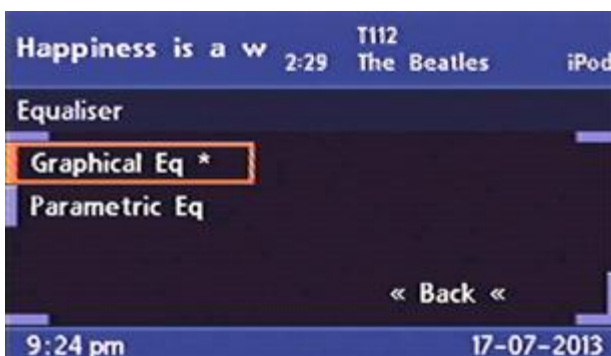 Happiness is a w 2:29 T112
The Beatles iPod
Equaliser
Graphical Eq *
Parametric Eq
« Back «
9:24 pm 17-07-2013